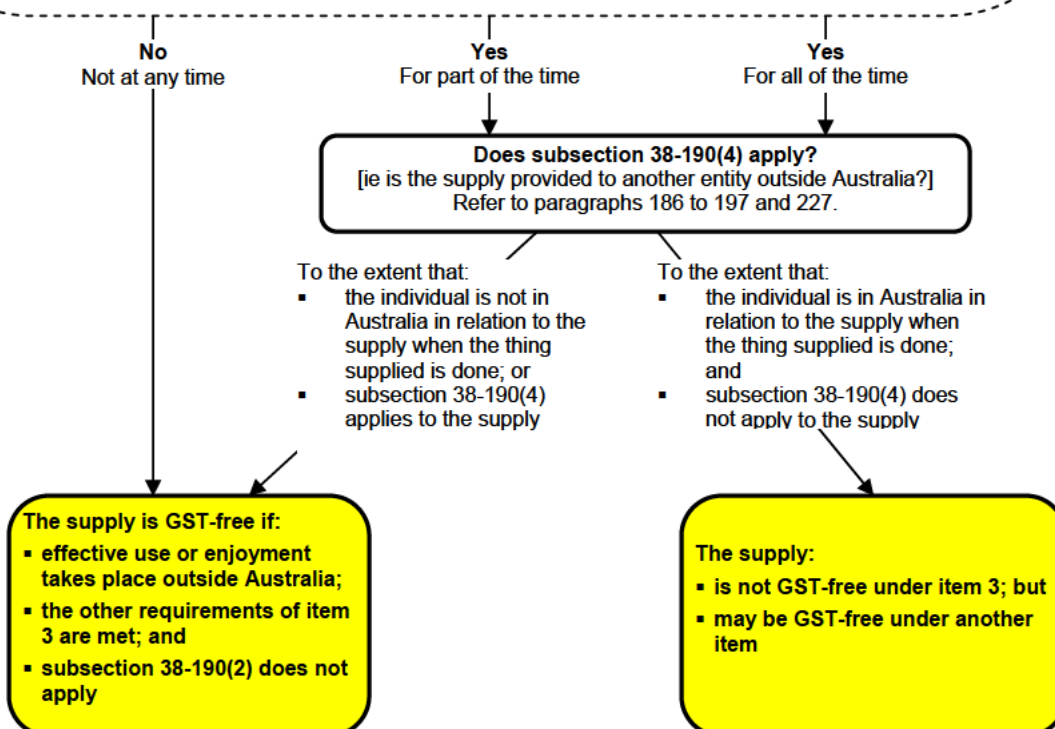 No
Not at any time
Yes
For part of the time
Yes
For all of the time
Does subsection 38-190(4) apply?
[ie is the supply provided to another entity outside Australia?]
Refer to paragraphs 186 to 197 and 227.
To the extent that:
▪ the individual is not in
Australia in relation to the
supply when the thing
supplied is done; or
▪ subsection 38-190(4)
applies to the supply
To the extent that:
▪ the individual is in Australia in
relation to the supply when
the thing supplied is done;
and
▪ subsection 38-190(4) does
not apply to the supply
The supply is GST-free if:
▪ effective use or enjoyment
takes place outside Australia;
▪ the other requirements of item
3 are met; and
▪ subsection 38-190(2) does not
apply
The supply:
▪ is not GST-free under item 3; but
▪ may be GST-free under another
item